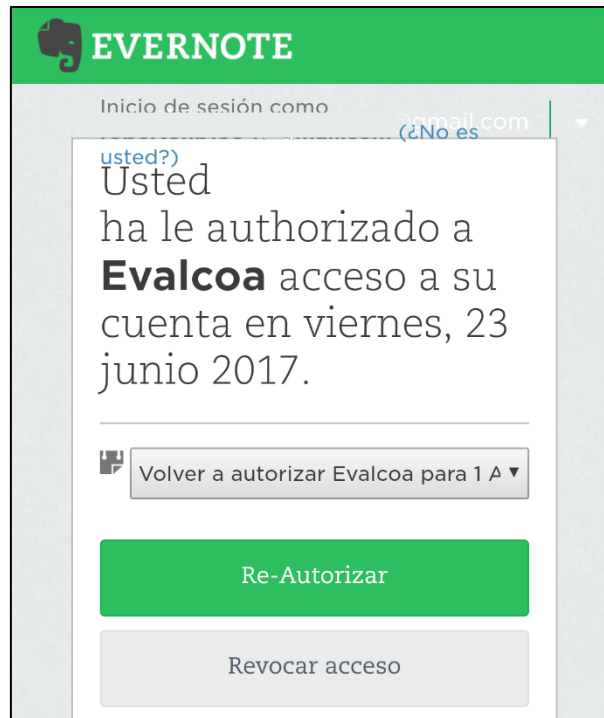 EVERNOTE
Inicio de sesión como
@gmail.com
(¿No es
usted?)
Usted
ha le authorizado a
Evalcoa acceso a su
cuenta en viernes, 23
junio 2017.
Volver a autorizar Evalcoa para 1 A
Re-Autorizar
Revocar acceso